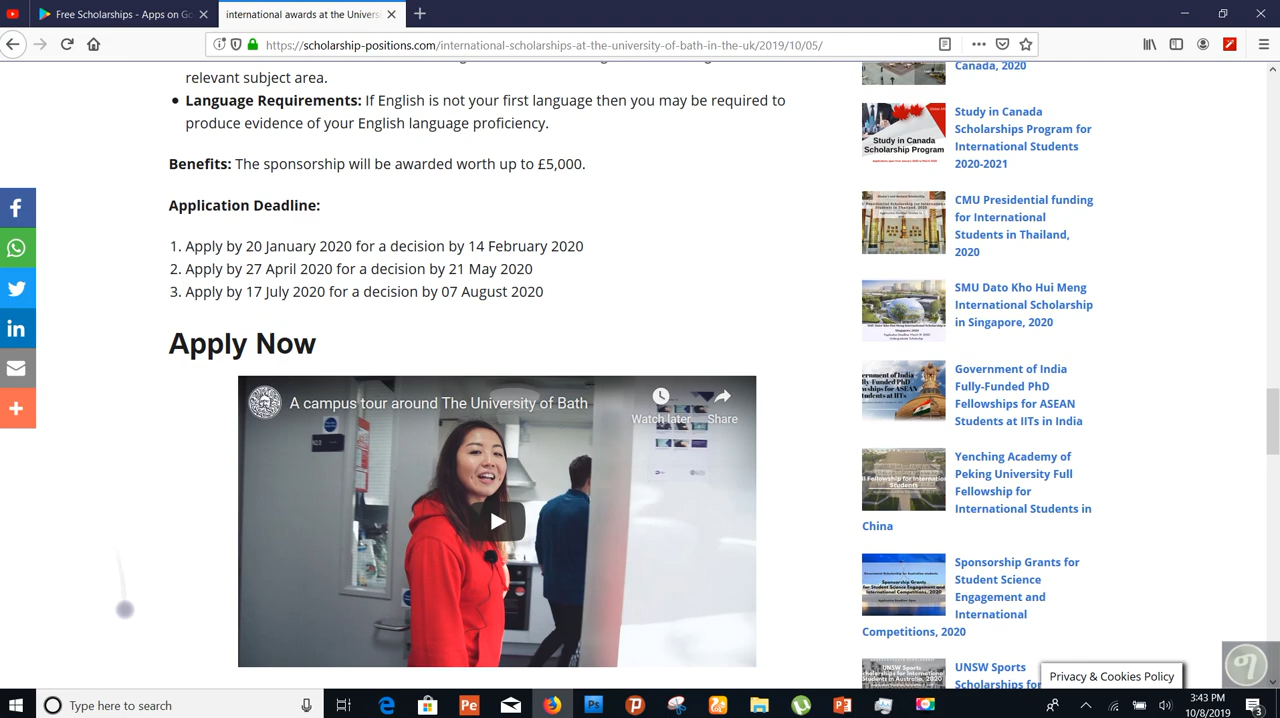 Free Scholarships - Apps on Go
international awards at the Universi
https://scholarship-positions.com/international-scholarships-at-the-university-of-bath-in-the-uk/2019/10/05/
relevant subject area.
Language Requirements: If English is not your first language then you may be required to
produce evidence of your English language proficiency.
Benefits: The sponsorship will be awarded worth up to £5,000.
Application Deadline:
1. Apply by 20 January 2020 for a decision by 14 February 2020
2. Apply by 27 April 2020 for a decision by 21 May 2020
3. Apply by 17 July 2020 for a decision by 07 August 2020
Apply Now
A campus tour around The University of Bath
Watch later
Share
Canada, 2020
Study in Canada
Scholarship Program
Study in Canada
Scholarships Program for
International Students
2020-2021
CMU Presidential funding
for International
Students in Thailand,
2020
SMU Dato Kho Hui Meng
International Scholarship
in Singapore, 2020
Government of India
Fully-Funded PhD
Fellowships for ASEAN
Students at IITs in India
Yenching Academy of
Peking University Full
Fellowship for
International Students in
China
Sponsorship Grants for
Student Science
Engagement and
International
Competitions, 2020
UNSW Sports
Scholarships for
Privacy & Cookies Policy
Type here to search
3:43 PM
10/8/2019
3